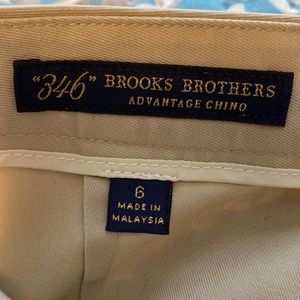 "346" BROOKS BROTHERS
ADVANTAGE CHINO
6
MADE IN
MALAYSIA